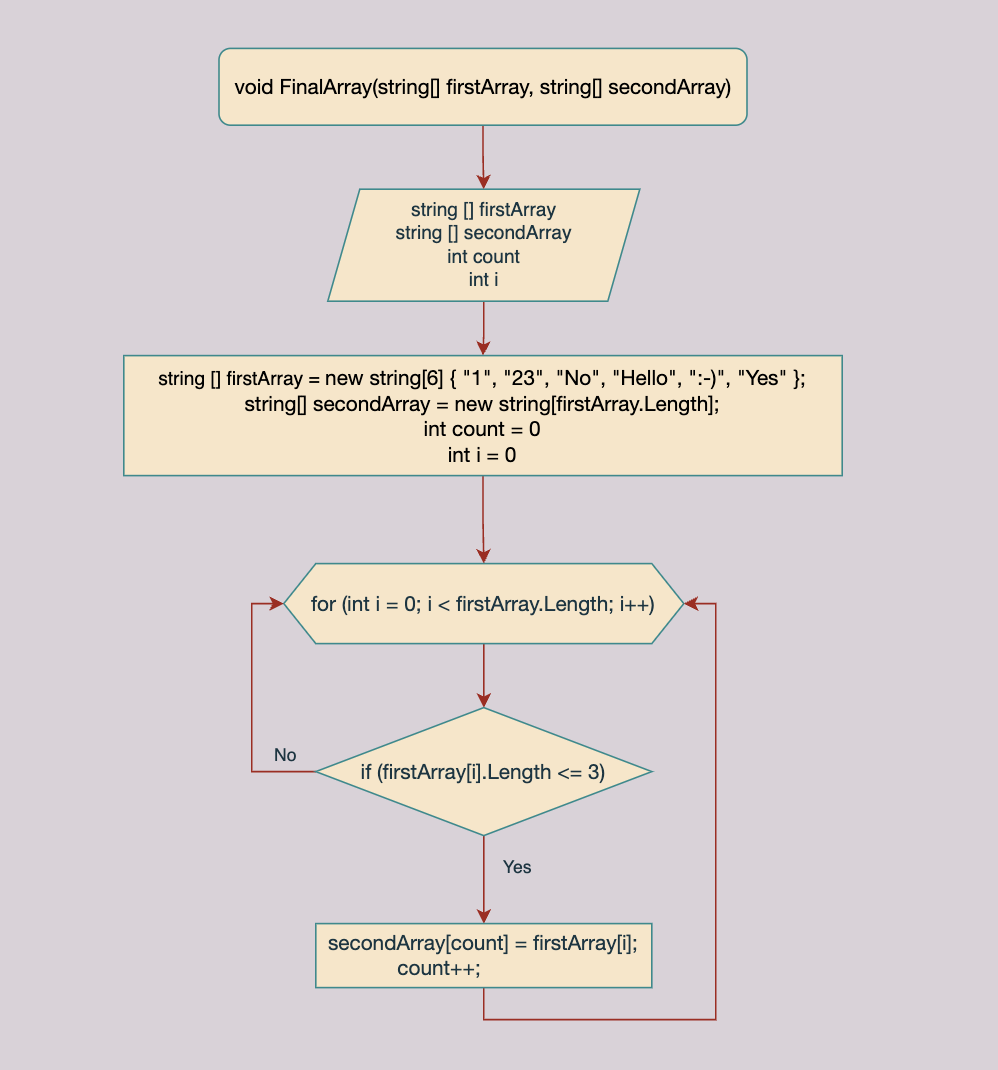 void FinalArray(string[] firstArray, string[] secondArray)
string [] firstArray
string [] secondArray
int count
int i
string [] firstArray = new string[6] { "1", "23", "No", "Hello", ":-)", "Yes" };
string[] secondArray = new string[firstArray.Length];
int count = 0
int i = 0
for (int i = 0; i < firstArray.Length; i++)
No
if (firstArray[i].Length <= 3)
Yes
secondArray[count] = firstArray[i];
count++;